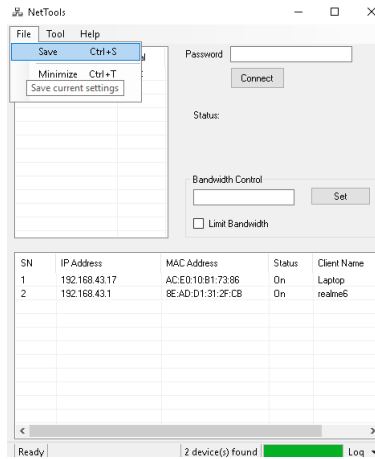 NetTools
File Tool Help
Save Ctrl+S
Minimize Ctrl+T
Save current settings
Password
Connect
Status:
Bandwidth Control
Set
Limit Bandwidth
SN IP Address MAC Address Status Client Name
1 192.168.43.17 AC:E0:10:B1:73:86 On Laptop
2 192.168.43.1 8E:AD:D1:31:2F:CB On realme6
Ready 2 device(s) found Log